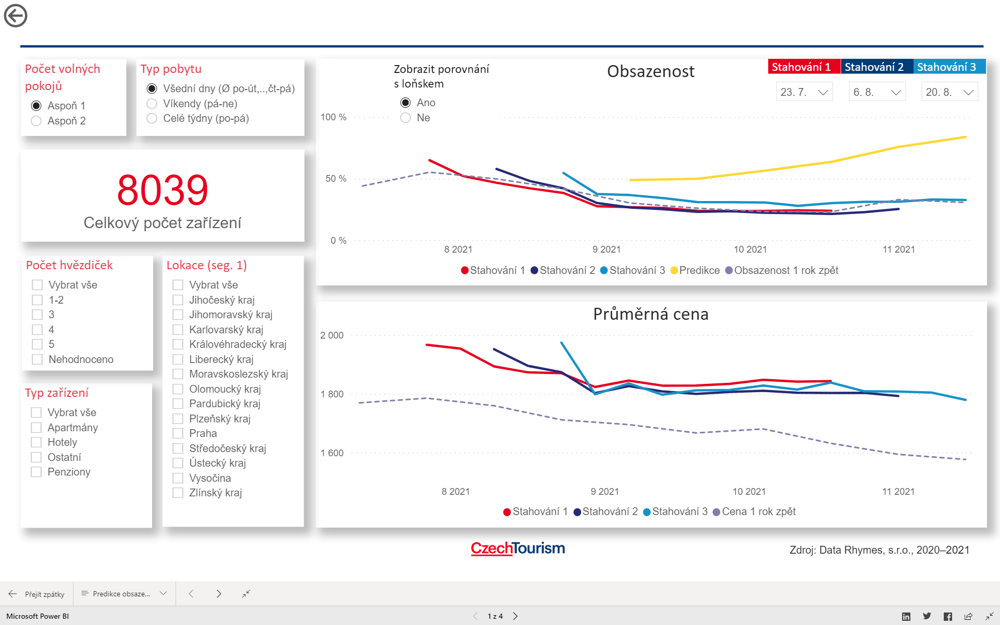 Počet volných
pokojů
Aspoň 1
Aspoň 2
Typ pobytu
Všední dny (Ø po-út,..,čt-pá)
Víkendy (pá-ne)
Celé týdny (po-pá)
8039
Celkový počet zařízení
Počet hvězdiček
Vybrat vše
1-2
3
4
5
Nehodnoceno
Typ zařízení
Vybrat vše
Apartmány
Hotely
Ostatní
Penziony
Lokace (seg. 1)
Vybrat vše
Jihočeský kraj
Jihomoravský kraj
Karlovarský kraj
Královéhradecký kraj
Liberecký kraj
Moravskoslezský kraj
Olomoucký kraj
Pardubický kraj
Plzeňský kraj
Praha
Středočeský kraj
Ústecký kraj
Vysočina
Zlínský kraj
Zobrazit porovnání
s loňskem
Ano
Ne
Obsazenost
Stahování 1 Stahování 2 Stahování 3
23. 7. 6. 8. 20. 8.
100 %
50 %
0 %
8 2021 9 2021 10 2021 11 2021
Stahování 1 Stahování 2 Stahování 3 Predikce Obsazenost 1 rok zpět
Průměrná cena
2 000
1 800
1 600
8 2021 9 2021 10 2021 11 2021
Stahování 1 Stahování 2 Stahování 3 Cena 1 rok zpět
CzechTourism
Zdroj: Data Rhymes, s.r.o., 2020–2021
Přejít zpátky Predikce obsaze...
Microsoft Power BI
1 z 4